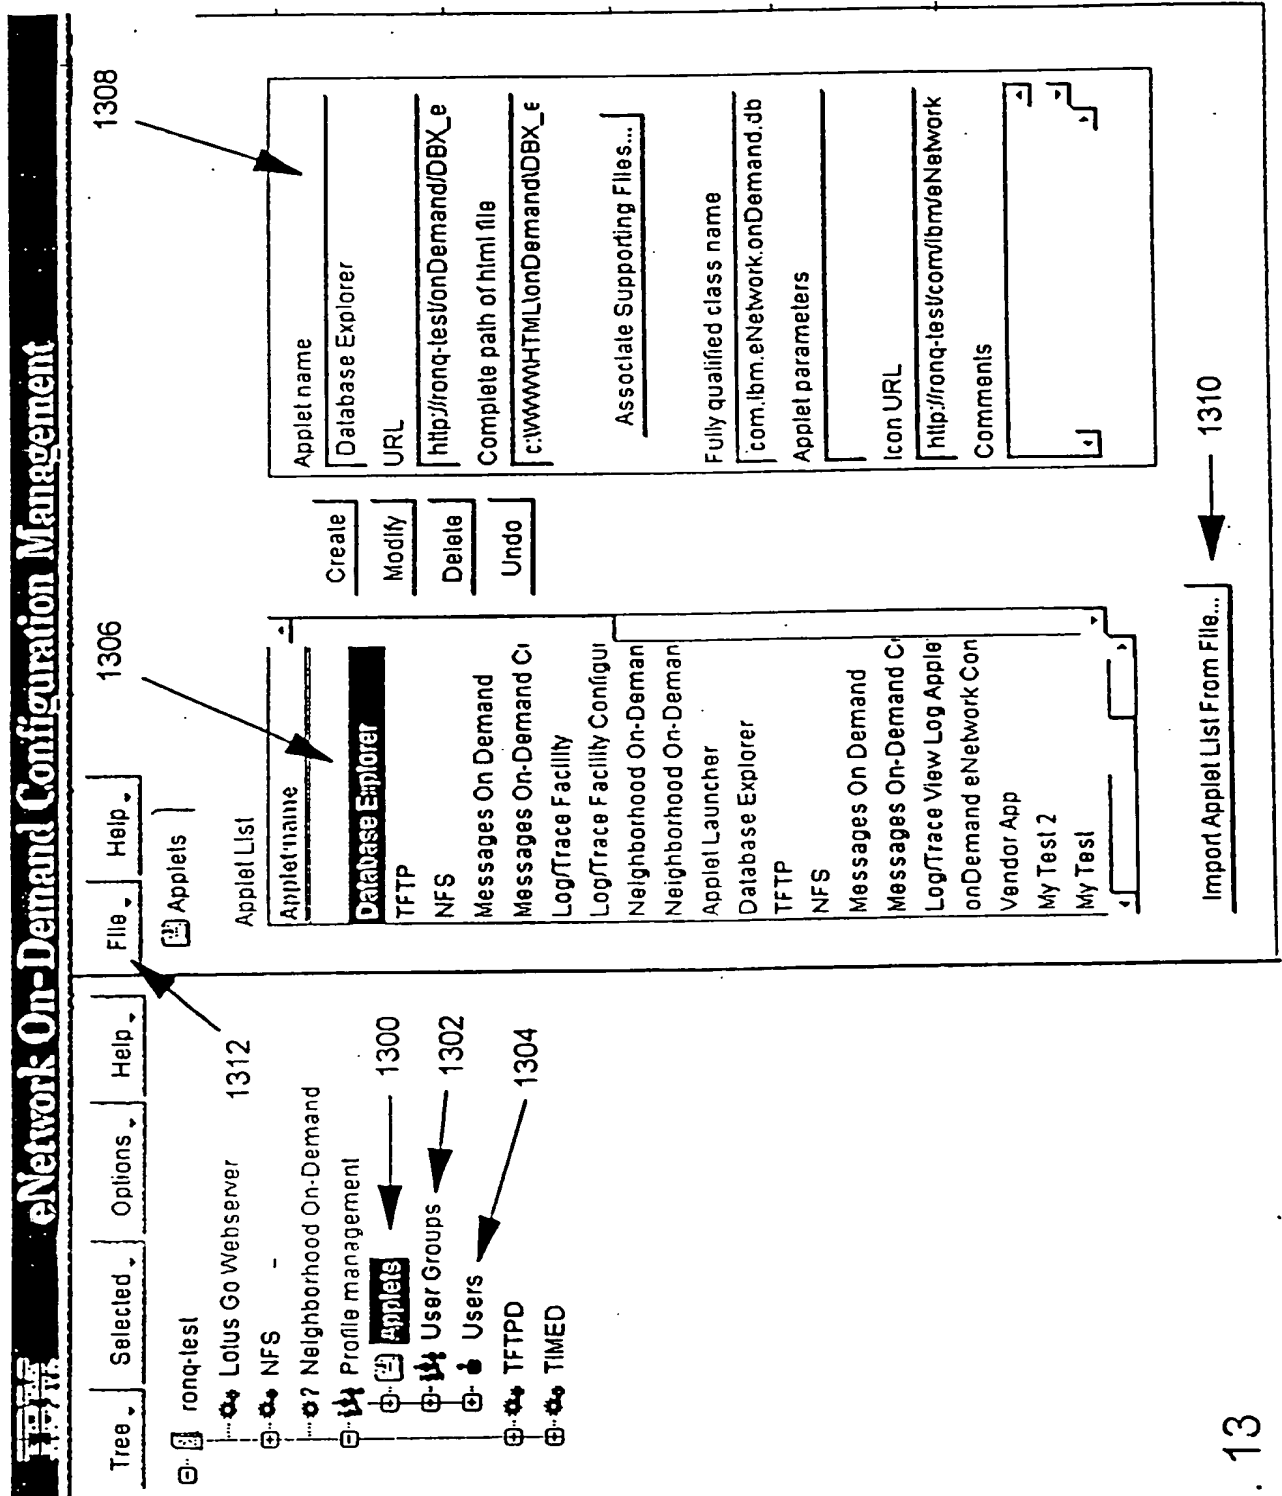 IBM eNetwork On-Demand Configuration Management
Tree Selected Options Help
File Help
ronq-test
Lotus Go Webserver
NFS
? Neighborhood On-Demand
Profile management
Applets
User Groups
Users
TFTPD
TIMED
1312
1300
1302
1304
Applets
Applet List
Applet name
Database Explorer
TFTP
NFS
Messages On Demand
Messages On-Demand C
Log/Trace Facility
Log/Trace Facility Configu
Neighborhood On-Deman
Neighborhood On-Deman
Applet Launcher
Database Explorer
TFTP
NFS
Messages On Demand
Messages On-Demand C
Log/Trace View Log Apple
onDemand eNetwork Con
Vendor App
My Test 2
My Test
Import Applet List From File...
1306
Create
Modify
Delete
Undo
1308
Applet name
Database Explorer
URL
http://ronq-test/onDemand/DBX_e
Complete path of html file
c:\WWW\HTML\onDemand\DBX_e
Associate Supporting Files...
Fully qualified class name
com.ibm.eNetwork.onDemand.db
Applet parameters
Icon URL
http://ronq-test/com/ibm/eNetwork
Comments
1310
. 13